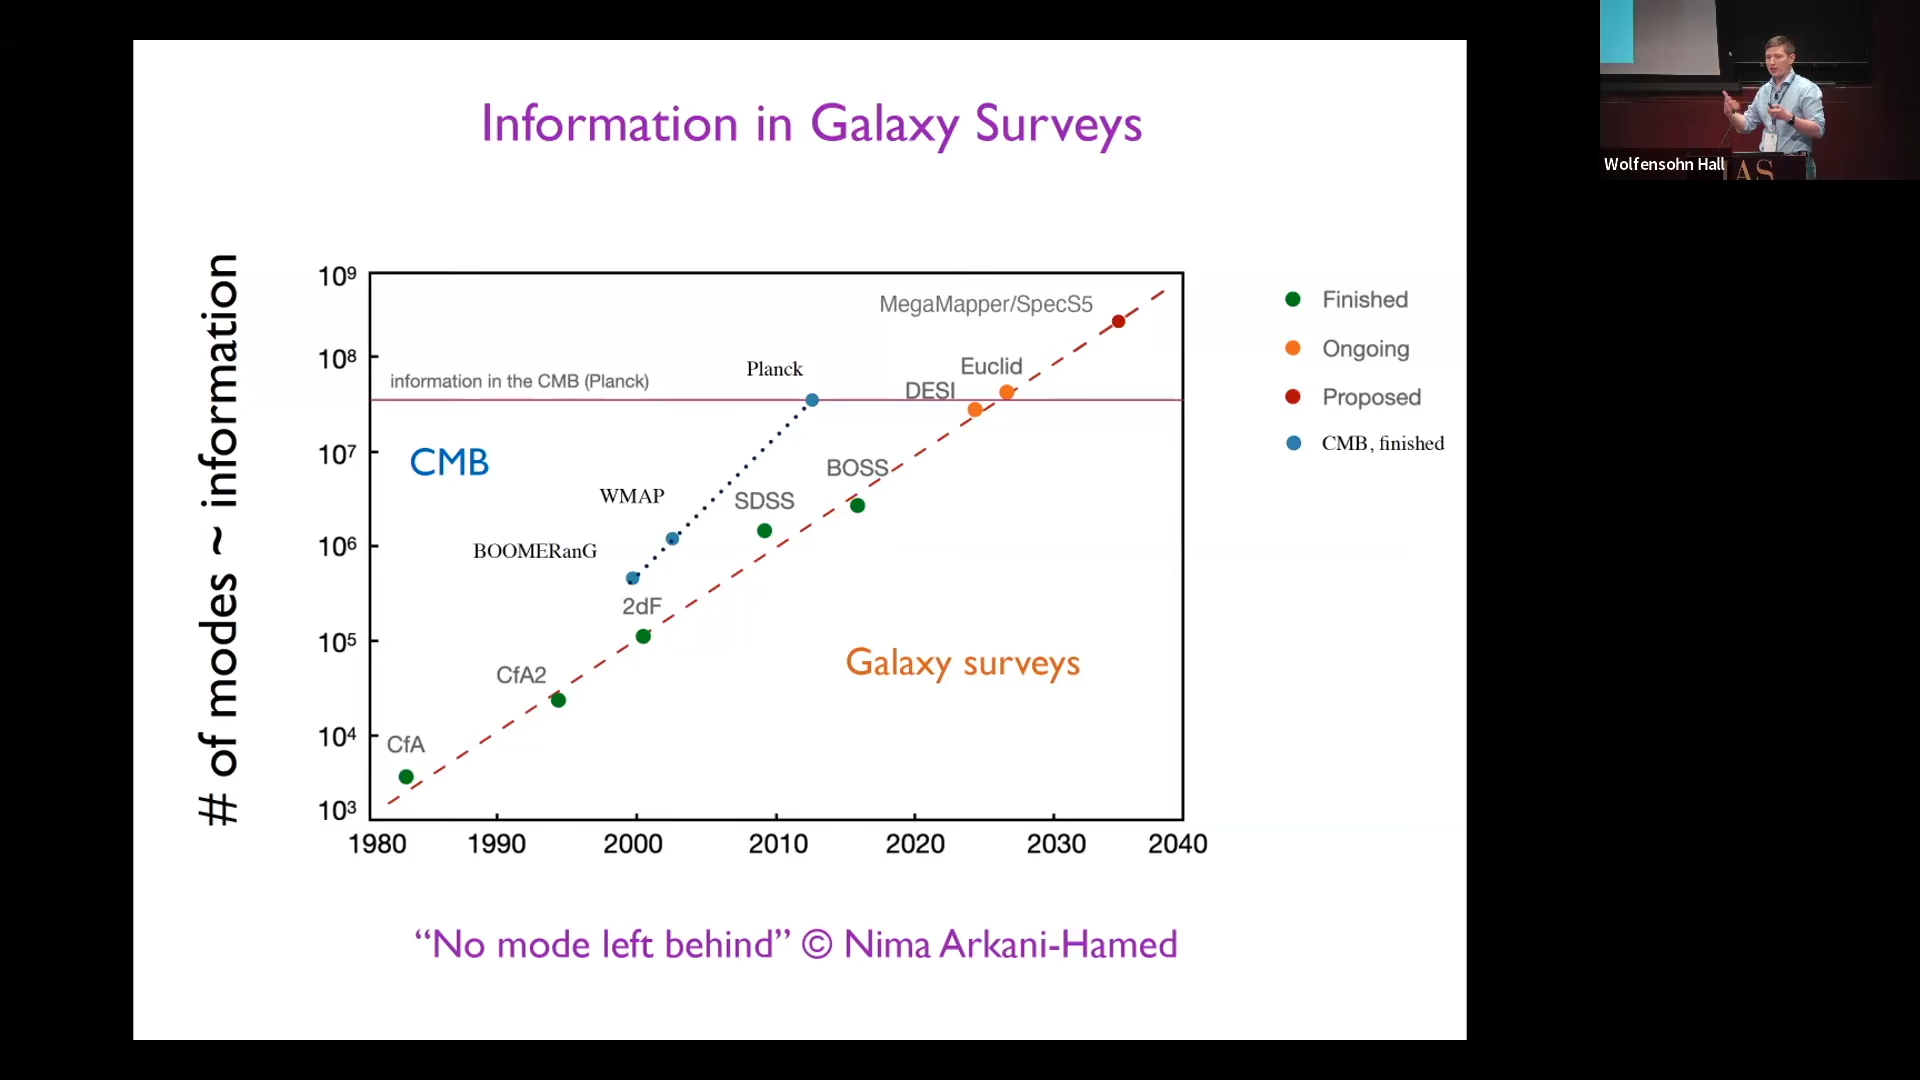 Information in Galaxy Surveys
# of modes ~ information
10⁹
10⁸
10⁷
10⁶
10⁵
10⁴
10³
1980 1990 2000 2010 2020 2030 2040
information in the CMB (Planck)
CMB
Galaxy surveys
CfA
CfA2
2dF
BOOMERanG
WMAP
SDSS
BOSS
Planck
DESI
Euclid
MegaMapper/SpecS5
Finished
Ongoing
Proposed
CMB, finished
“No mode left behind” © Nima Arkani-Hamed
Wolfensohn Hall
AS